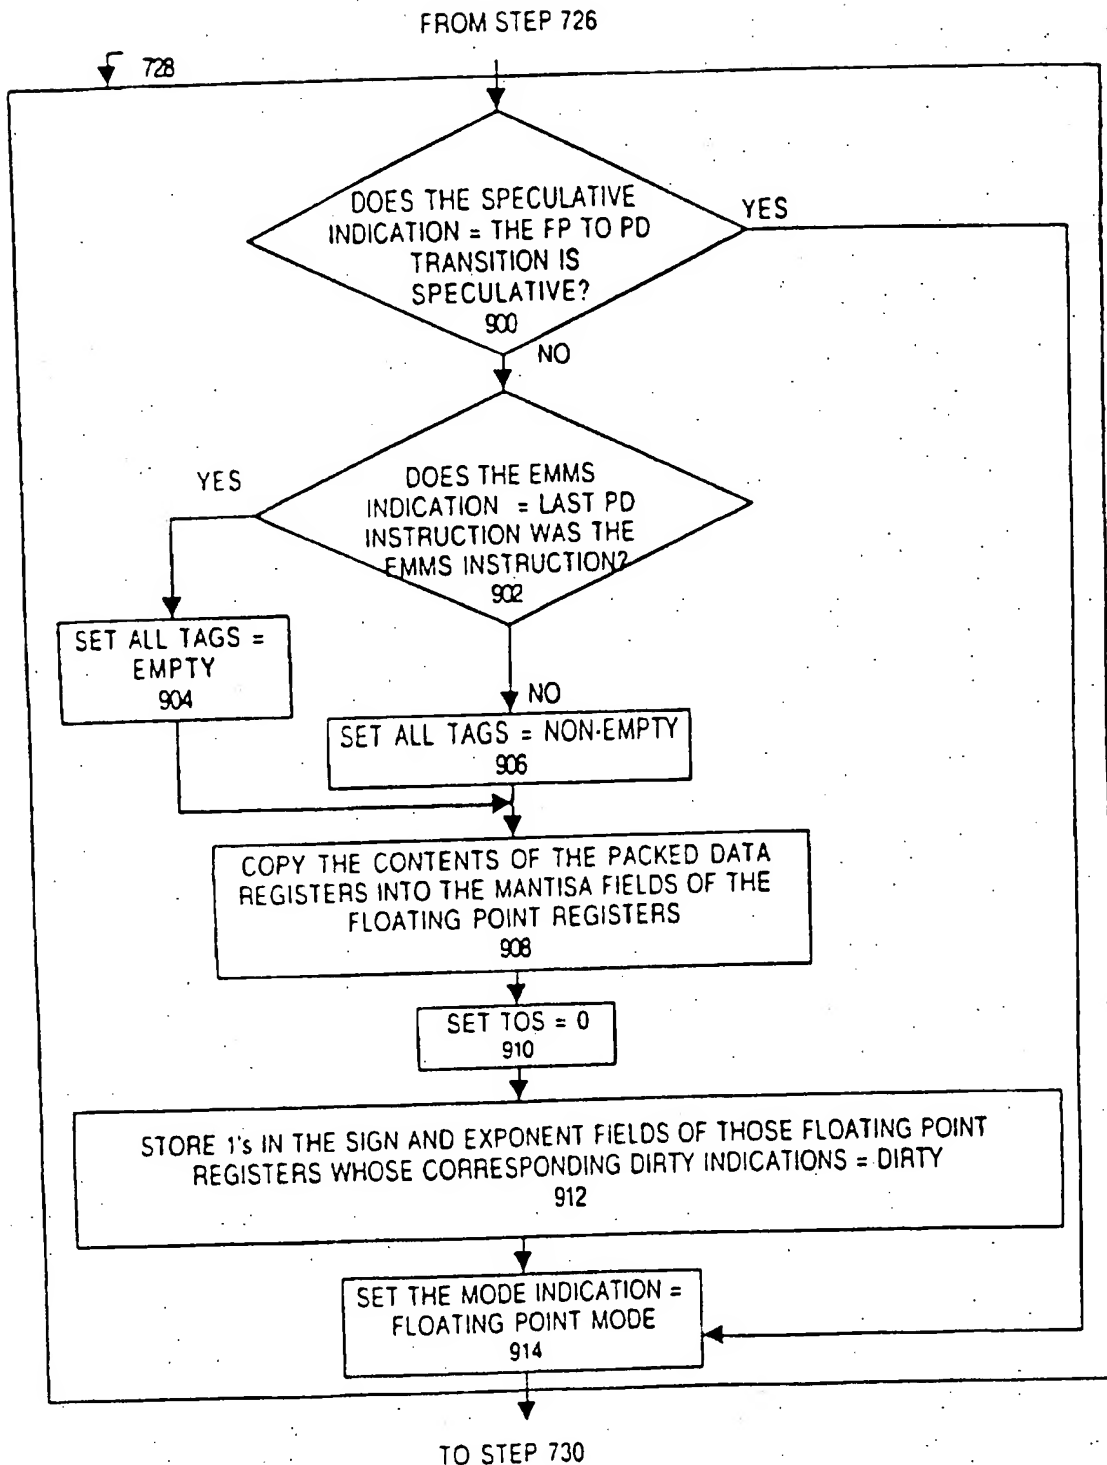 FROM STEP 726
728
DOES THE SPECULATIVE
INDICATION = THE FP TO PD
TRANSITION IS
SPECULATIVE?
900
YES
NO
DOES THE EMMS
INDICATION = LAST PD
INSTRUCTION WAS THE
EMMS INSTRUCTION?
902
YES
SET ALL TAGS =
EMPTY
904
NO
SET ALL TAGS = NON-EMPTY
906
COPY THE CONTENTS OF THE PACKED DATA
REGISTERS INTO THE MANTISA FIELDS OF THE
FLOATING POINT REGISTERS
908
SET TOS = 0
910
STORE 1's IN THE SIGN AND EXPONENT FIELDS OF THOSE FLOATING POINT
REGISTERS WHOSE CORRESPONDING DIRTY INDICATIONS = DIRTY
912
SET THE MODE INDICATION =
FLOATING POINT MODE
914
TO STEP 730